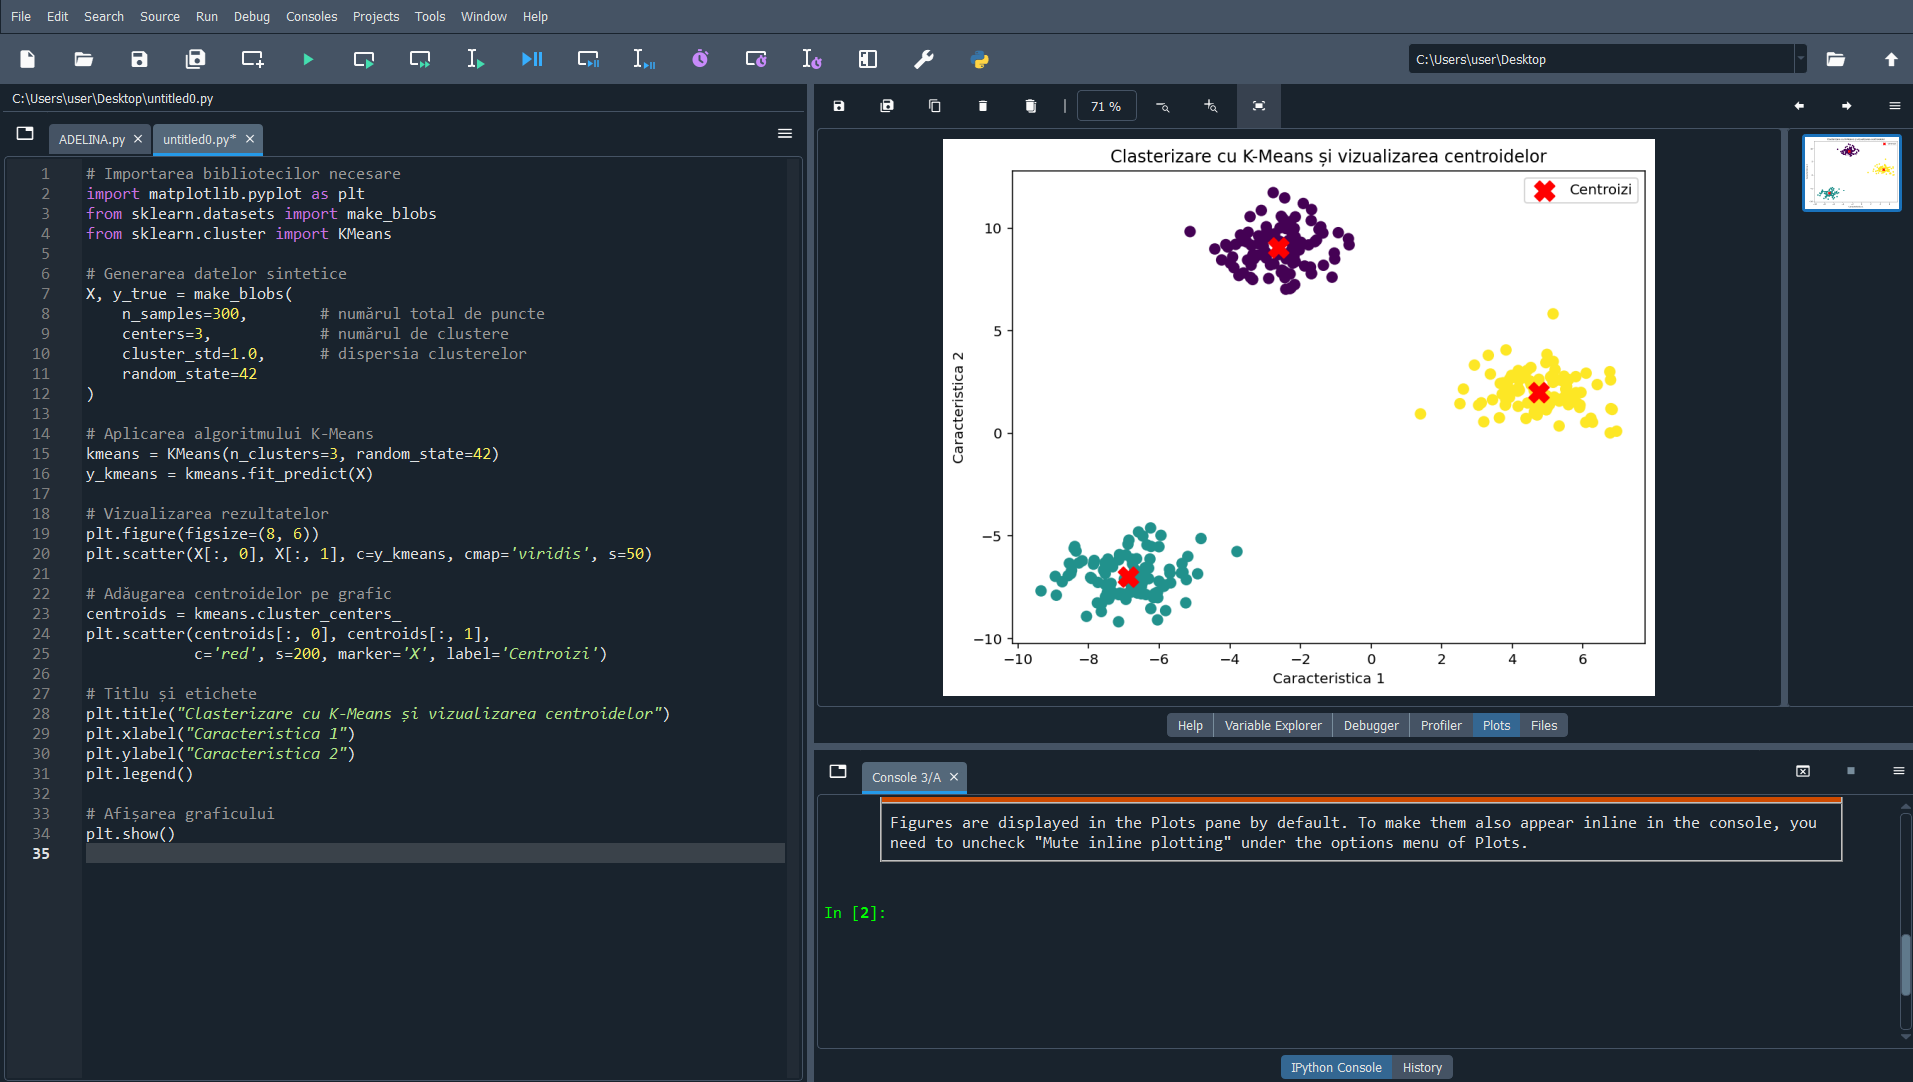 File Edit Search Source Run Debug Consoles Projects Tools Window Help
C:\Users\user\Desktop
C:\Users\user\Desktop\untitled0.py
ADELINA.py
untitled0.py*
1 # Importarea bibliotecilor necesare
2 import matplotlib.pyplot as plt
3 from sklearn.datasets import make_blobs
4 from sklearn.cluster import KMeans
5
6 # Generarea datelor sintetice
7 X, y_true = make_blobs(
8 n_samples=300, # numărul total de puncte
9 centers=3, # numărul de clustere
10 cluster_std=1.0, # dispersia clusterelor
11 random_state=42
12 )
13
14 # Aplicarea algoritmului K-Means
15 kmeans = KMeans(n_clusters=3, random_state=42)
16 y_kmeans = kmeans.fit_predict(X)
17
18 # Vizualizarea rezultatelor
19 plt.figure(figsize=(8, 6))
20 plt.scatter(X[:, 0], X[:, 1], c=y_kmeans, cmap='viridis', s=50)
21
22 # Adăugarea centroidelor pe grafic
23 centroids = kmeans.cluster_centers_
24 plt.scatter(centroids[:, 0], centroids[:, 1],
25 c='red', s=200, marker='X', label='Centroizi')
26
27 # Titlu și etichete
28 plt.title("Clasterizare cu K-Means și vizualizarea centroidelor")
29 plt.xlabel("Caracteristica 1")
30 plt.ylabel("Caracteristica 2")
31 plt.legend()
32
33 # Afișarea graficului
34 plt.show()
35
71 %
Clasterizare cu K-Means și vizualizarea centroidelor
Centroizi
10
5
0
−5
−10
Caracteristica 2
−10 −8 −6 −4 −2 0 2 4 6
Caracteristica 1
Help Variable Explorer Debugger Profiler Plots Files
Console 3/A
Figures are displayed in the Plots pane by default. To make them also appear inline in the console, you
need to uncheck "Mute inline plotting" under the options menu of Plots.
In [2]:
IPython Console History